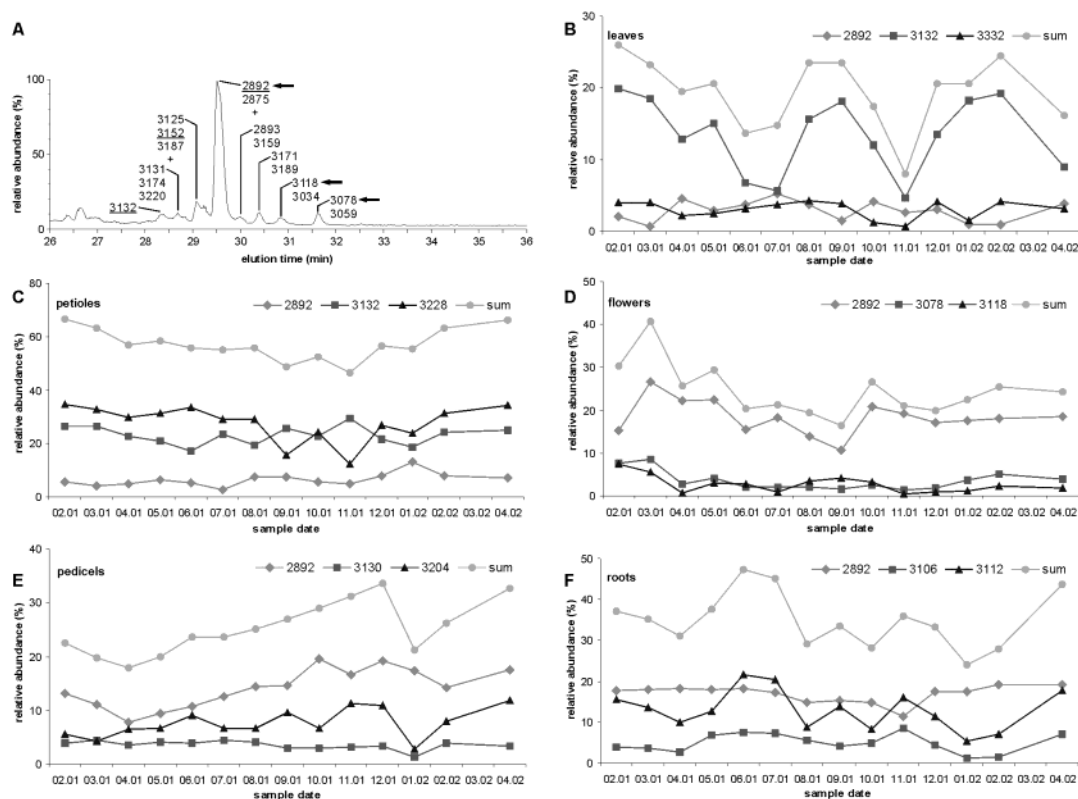 A
relative abundance (%)
100
50
0
2892
2875
+
2893
3159
3125
3152
3187
+
3131
3174
3220
3132
3171
3189
3118
3034
3078
3059
26 27 28 29 30 31 32 33 34 35 36
elution time (min)
B
leaves
2892 3132 3332 sum
relative abundance (%)
30
20
10
0
02.01 03.01 04.01 05.01 06.01 07.01 08.01 09.01 10.01 11.01 12.01 01.02 02.02 03.02 04.02
sample date
C
petioles
2892 3132 3228 sum
relative abundance (%)
80
60
40
20
0
02.01 03.01 04.01 05.01 06.01 07.01 08.01 09.01 10.01 11.01 12.01 01.02 02.02 03.02 04.02
sample date
D
flowers
2892 3078 3118 sum
relative abundance (%)
50
40
30
20
10
0
02.01 03.01 04.01 05.01 06.01 07.01 08.01 09.01 10.01 11.01 12.01 01.02 02.02 03.02 04.02
sample date
E
pedicels
2892 3130 3204 sum
relative abundance (%)
40
30
20
10
0
02.01 03.01 04.01 05.01 06.01 07.01 08.01 09.01 10.01 11.01 12.01 01.02 02.02 03.02 04.02
sample date
F
roots
2892 3106 3112 sum
relative abundance (%)
50
40
30
20
10
0
02.01 03.01 04.01 05.01 06.01 07.01 08.01 09.01 10.01 11.01 12.01 01.02 02.02 03.02 04.02
sample date